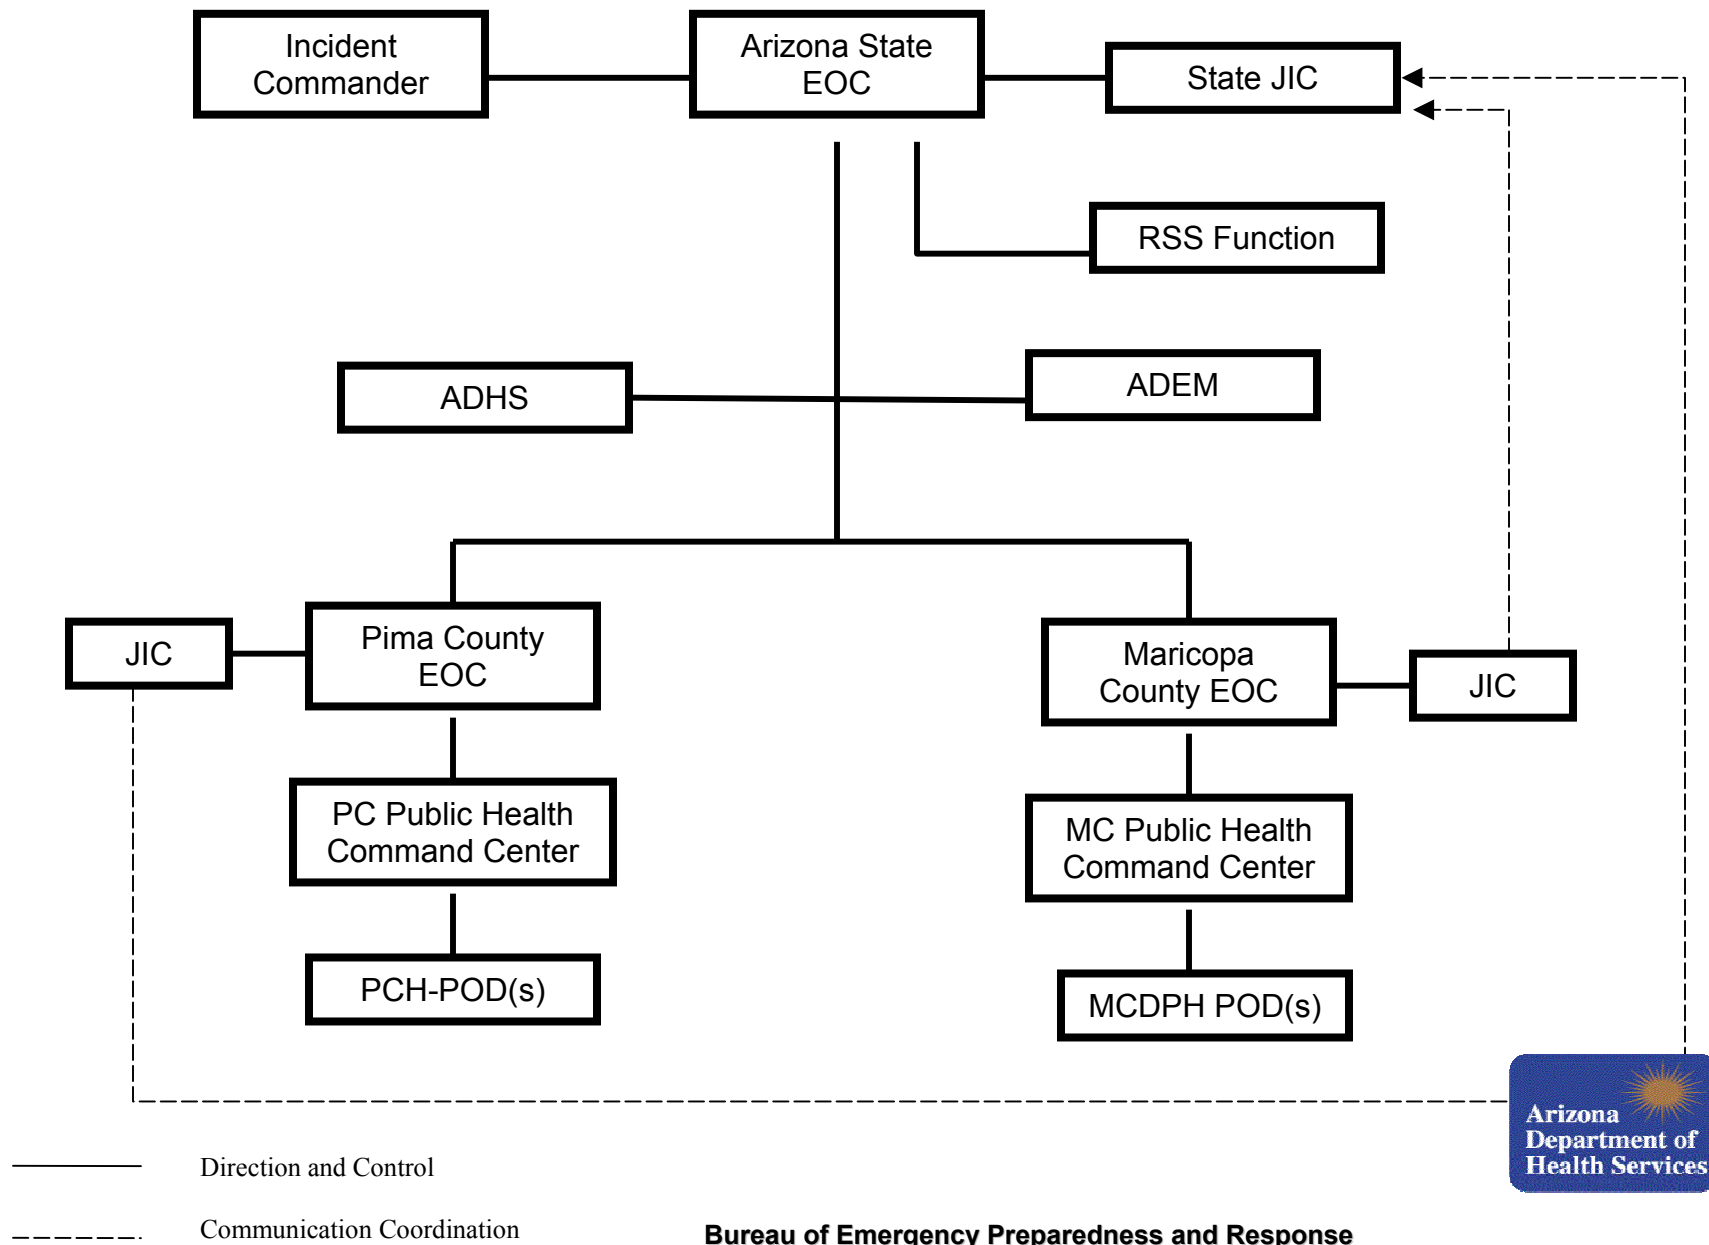 Incident
Commander
Arizona State
EOC
State JIC
RSS Function
ADHS
ADEM
JIC
Pima County
EOC
Maricopa
County EOC
JIC
PC Public Health
Command Center
MC Public Health
Command Center
PCH-POD(s)
MCDPH POD(s)
Arizona
Department of
Health Services
Direction and Control
Communication Coordination
Bureau of Emergency Preparedness and Response